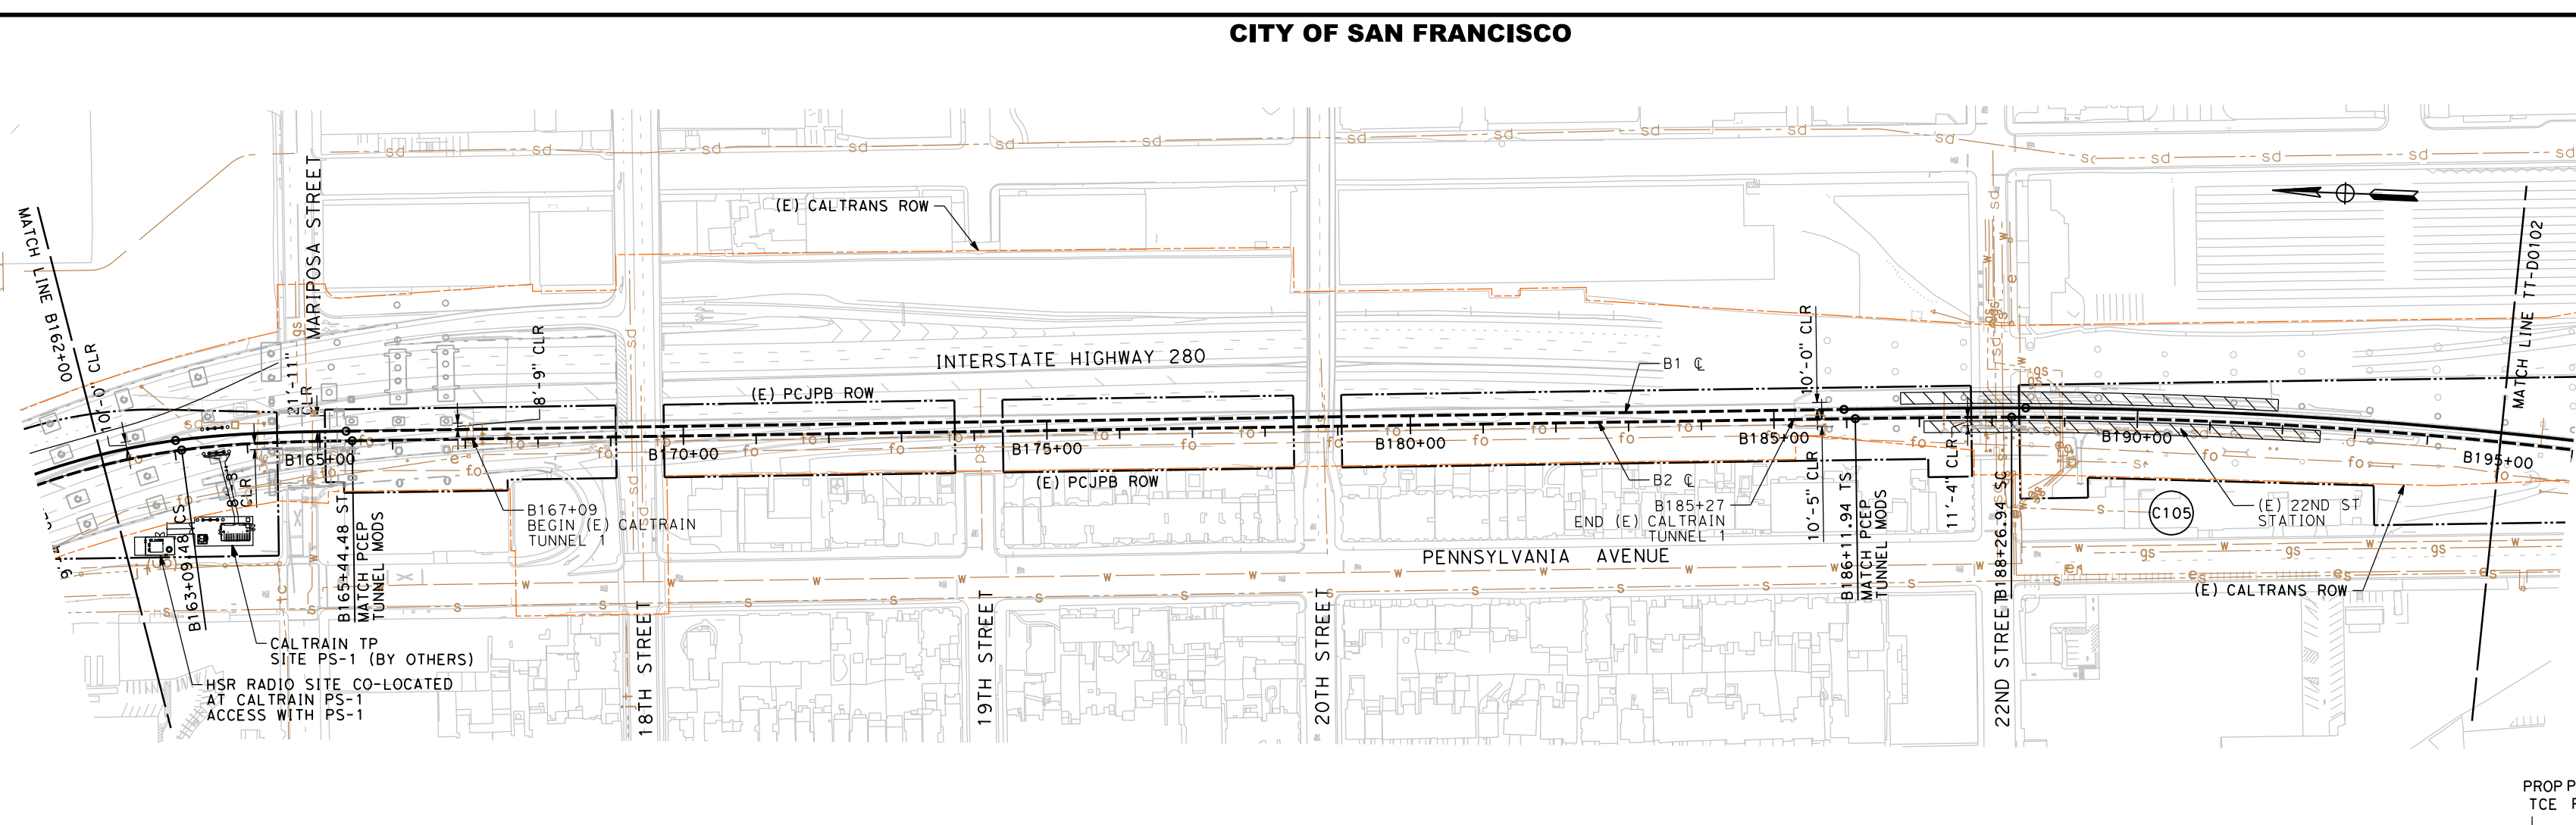 CITY OF SAN FRANCISCO
MATCH LINE B162+00
10'-0" CLR
MARIPOSA STREET
21'-11"
CLR
8'-8"
CLR
B163+09.48 CS
B165+00
B165+44.48 ST
MATCH PCEP
TUNNEL MODS
CALTRAIN TP
SITE PS-1 (BY OTHERS)
HSR RADIO SITE CO-LOCATED
AT CALTRAIN PS-1
ACCESS WITH PS-1
8'-9" CLR
B167+09
BEGIN (E) CALTRAIN
TUNNEL 1
18TH STREET
B170+00
(E) CALTRANS ROW
INTERSTATE HIGHWAY 280
(E) PCJPB ROW
B175+00
(E) PCJPB ROW
19TH STREET
20TH STREET
B180+00
B1 ℄
B2 ℄
B185+00
B185+27
END (E) CALTRAIN
TUNNEL 1
PENNSYLVANIA AVENUE
10'-0" CLR
10'-5" CLR
B186+11.94 TS
MATCH PCEP
TUNNEL MODS
11'-4" CLR
B188+26.94 SC
22ND STREET
B190+00
C105
(E) 22ND ST
STATION
(E) CALTRANS ROW
B195+00
MATCH LINE TT-D0102
PROP P
TCE